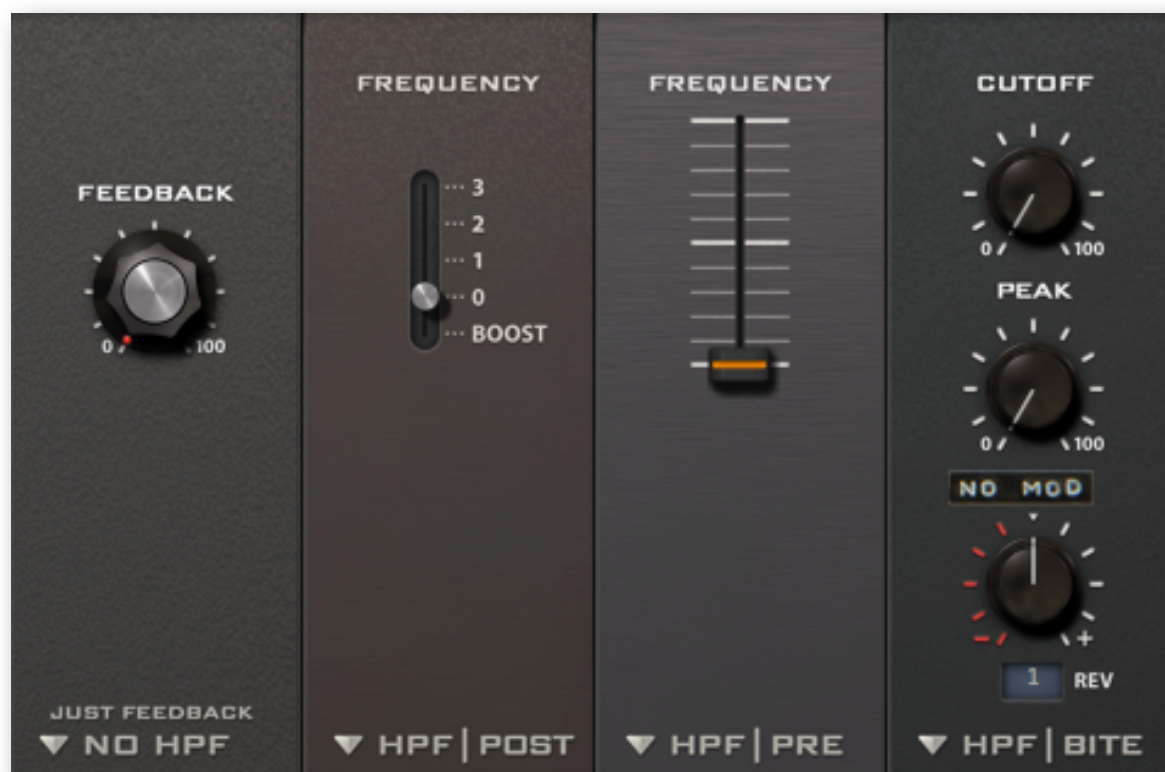 FEEDBACK
0 100
JUST FEEDBACK
NO HPF
FREQUENCY
3
2
1
0
BOOST
HPF|POST
FREQUENCY
HPF|PRE
CUTOFF
0 100
PEAK
0 100
NO MOD
- +
1 REV
HPF|BITE